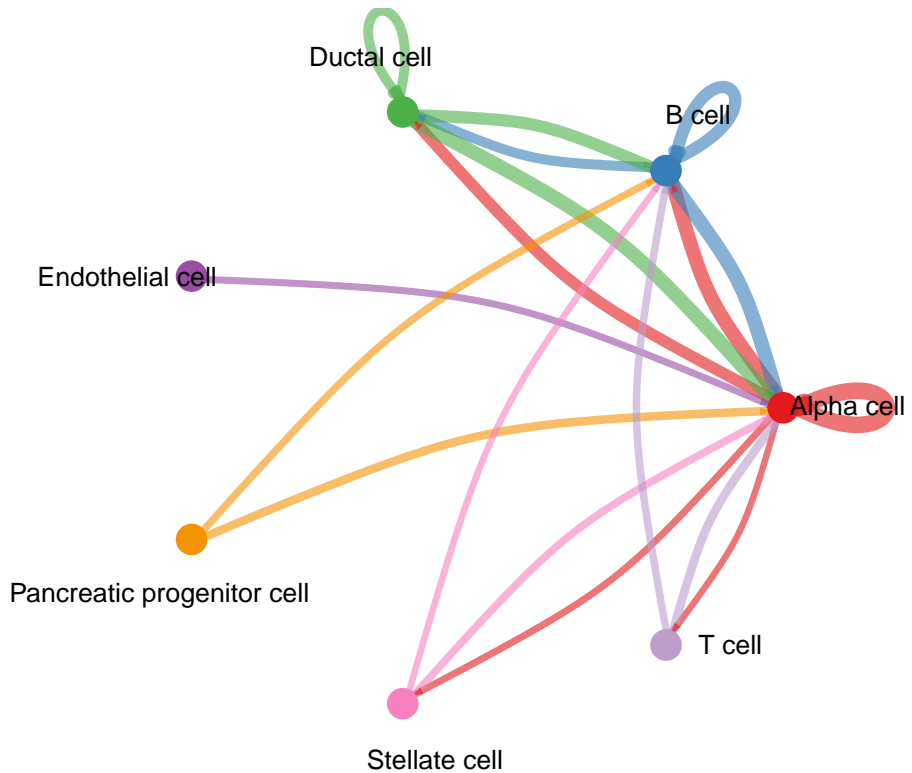 Ductal cell
B cell
Endothelial cell
Alpha cell
Pancreatic progenitor cell
T cell
Stellate cell